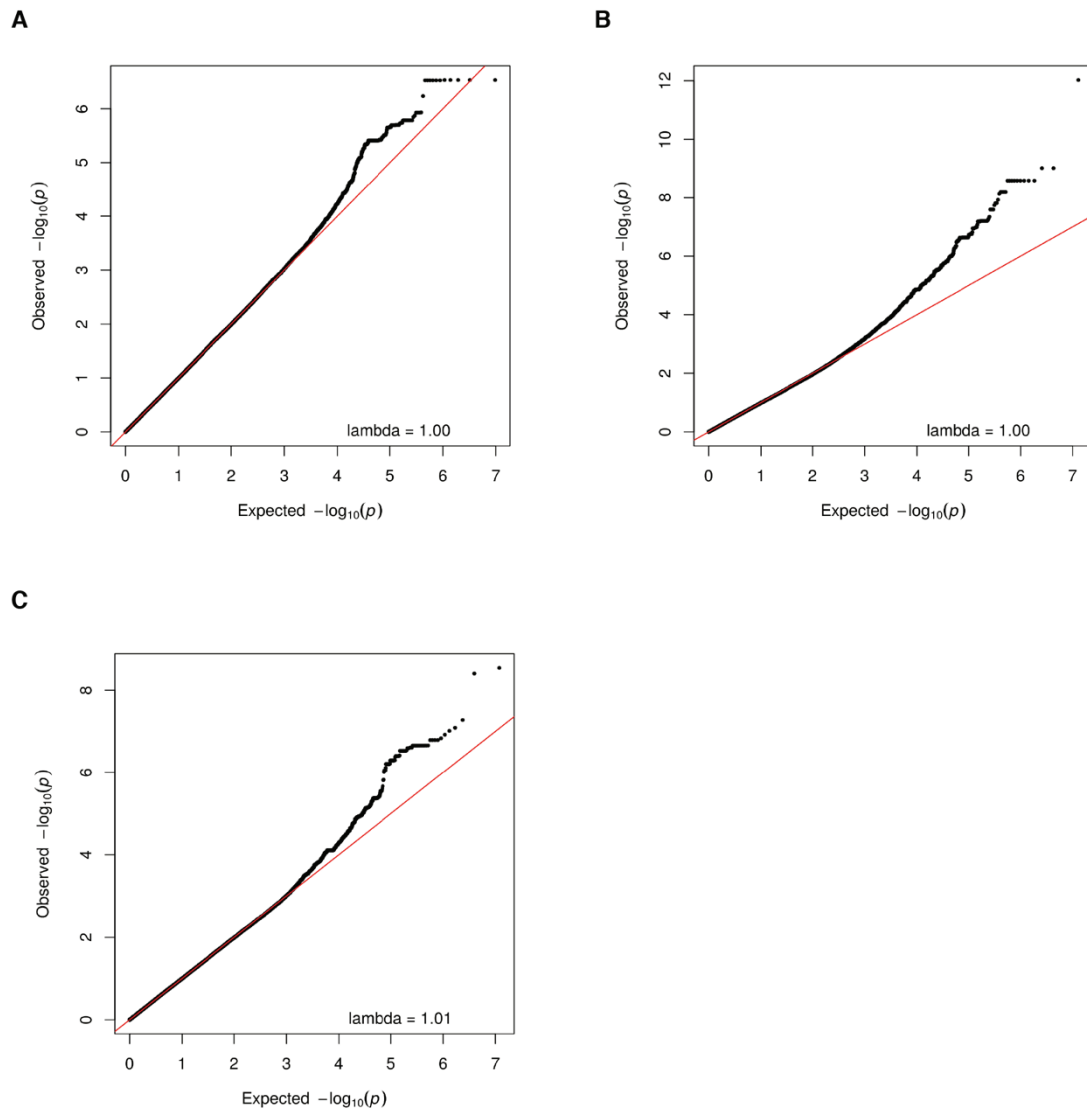 A
Observed −log10(p)
6
5
4
3
2
1
0
lambda = 1.00
0 1 2 3 4 5 6 7
Expected −log10(p)
B
Observed −log10(p)
12
10
8
6
4
2
0
lambda = 1.00
0 1 2 3 4 5 6 7
Expected −log10(p)
C
Observed −log10(p)
8
6
4
2
0
lambda = 1.01
0 1 2 3 4 5 6 7
Expected −log10(p)